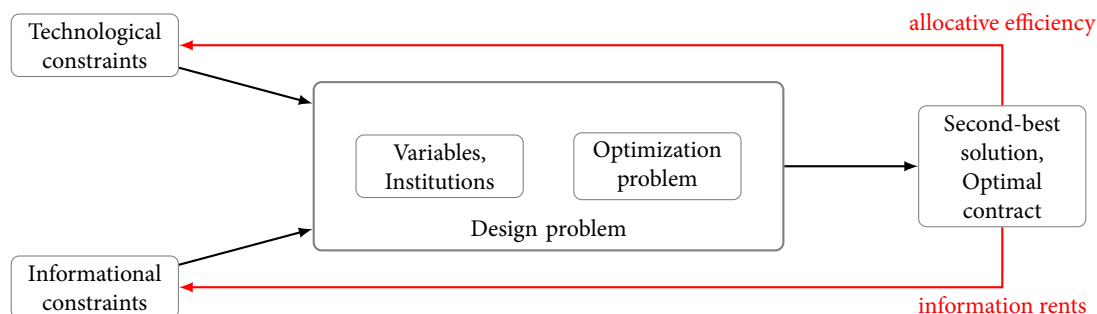 Technological
constraints
allocative efficiency
Variables,
Institutions
Optimization
problem
Design problem
Second-best
solution,
Optimal
contract
Informational
constraints
information rents